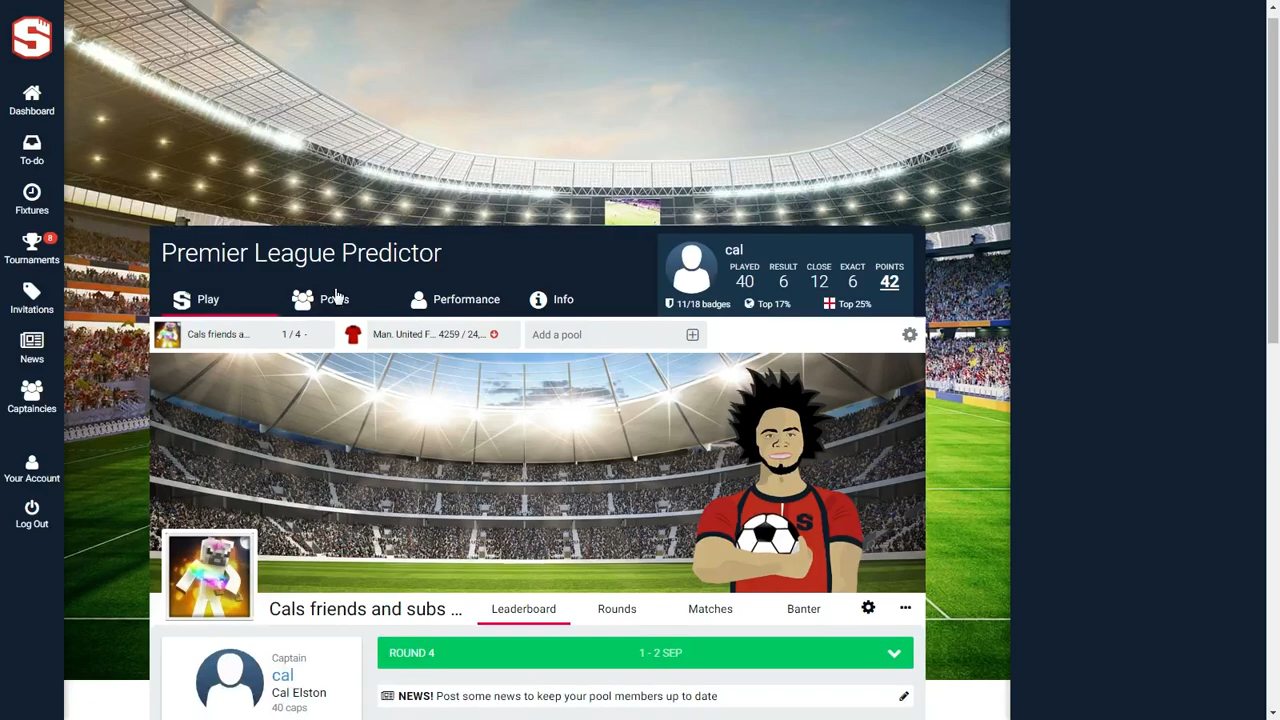 S
Dashboard
To-do
Fixtures
8
Tournaments
Invitations
News
Captaincies
Your Account
Log Out
Premier League Predictor
Play
Performance
Info
cal
PLAYED RESULT CLOSE EXACT POINTS
40 6 12 6 42
11/18 badges Top 17% Top 25%
Cals friends a... 1 / 4 -
Man. United F... 4259 / 24,...
Add a pool
S
Cals friends and subs ...
Leaderboard
Rounds
Matches
Banter
Captain
cal
Cal Elston
40 caps
ROUND 4 1 - 2 SEP
NEWS! Post some news to keep your pool members up to date